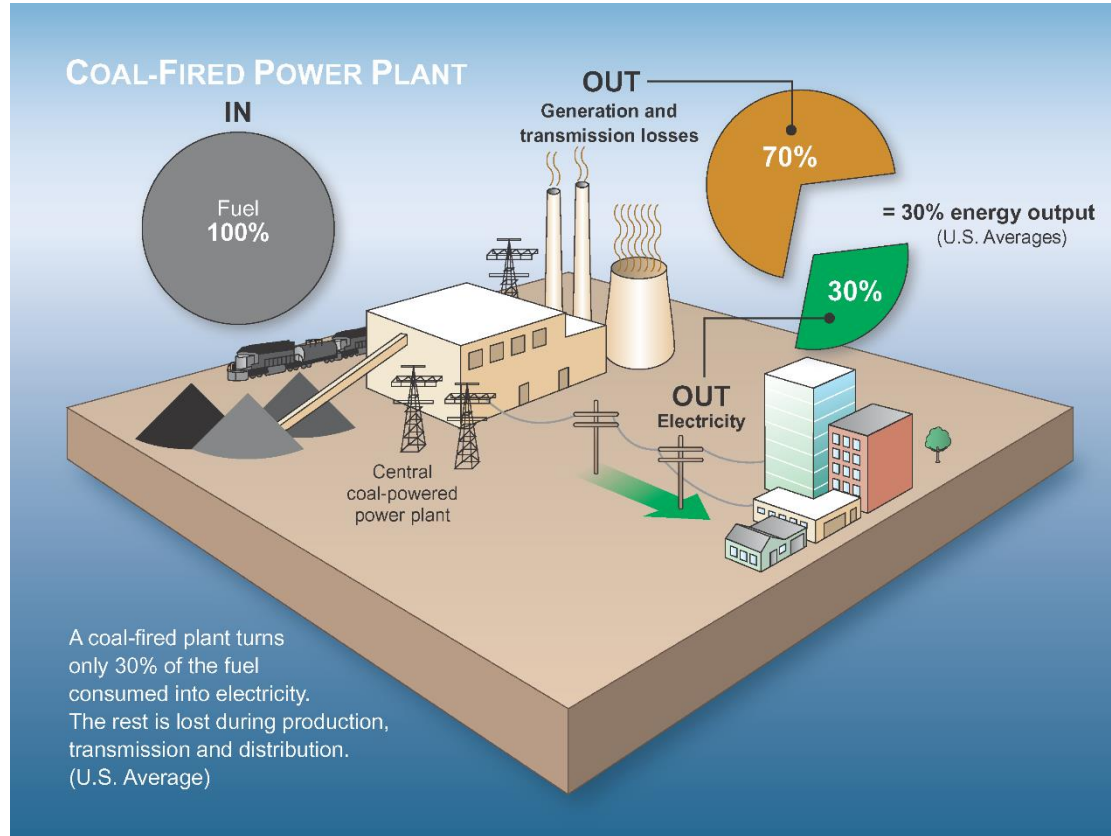 COAL-FIRED POWER PLANT
IN
Fuel
100%
OUT
Generation and
transmission losses
70%
= 30% energy output
(U.S. Averages)
30%
OUT
Electricity
Central
coal-powered
power plant
A coal-fired plant turns
only 30% of the fuel
consumed into electricity.
The rest is lost during production,
transmission and distribution.
(U.S. Average)